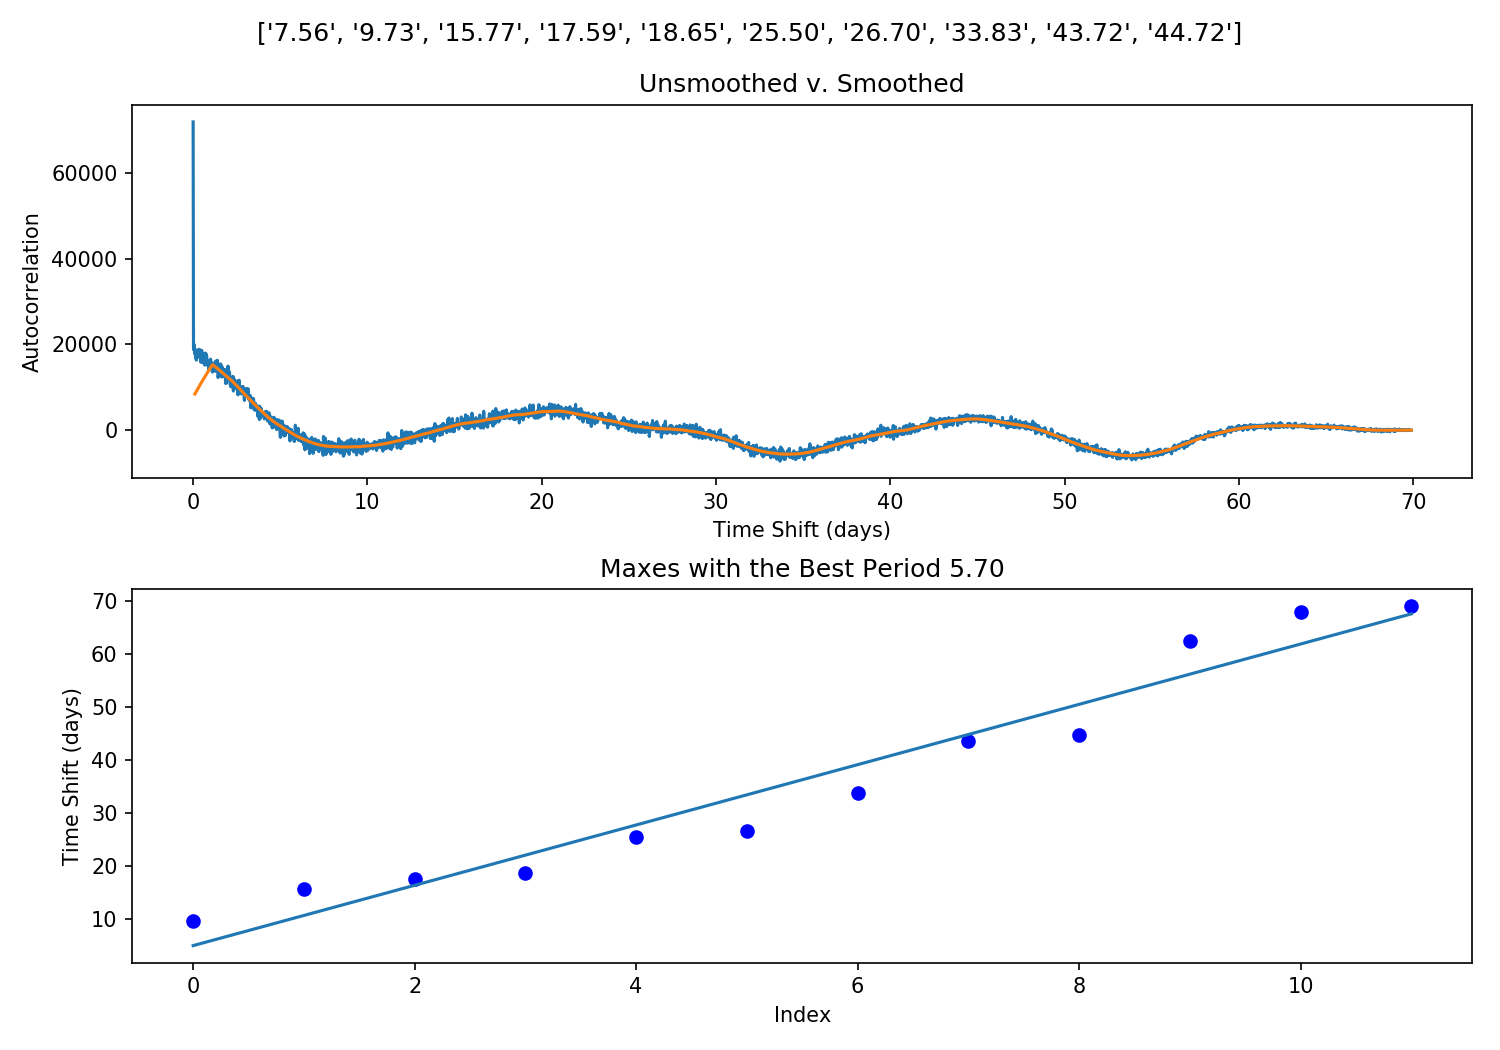 ['7.56', '9.73', '15.77', '17.59', '18.65', '25.50', '26.70', '33.83', '43.72', '44.72']
Unsmoothed v. Smoothed
Autocorrelation
60000
40000
20000
0
0 10 20 30 40 50 60 70
Time Shift (days)
Maxes with the Best Period 5.70
Time Shift (days)
70
60
50
40
30
20
10
0 2 4 6 8 10
Index